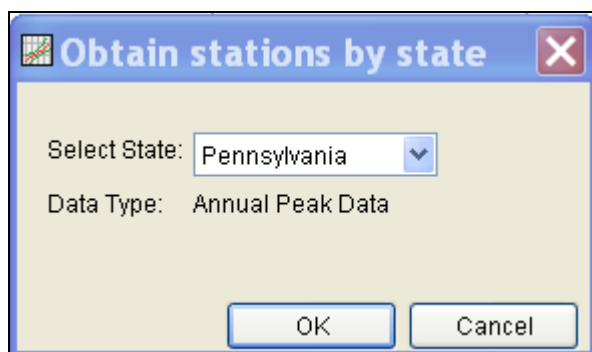 Obtain stations by state
Select State: Pennsylvania
Data Type: Annual Peak Data
OK Cancel